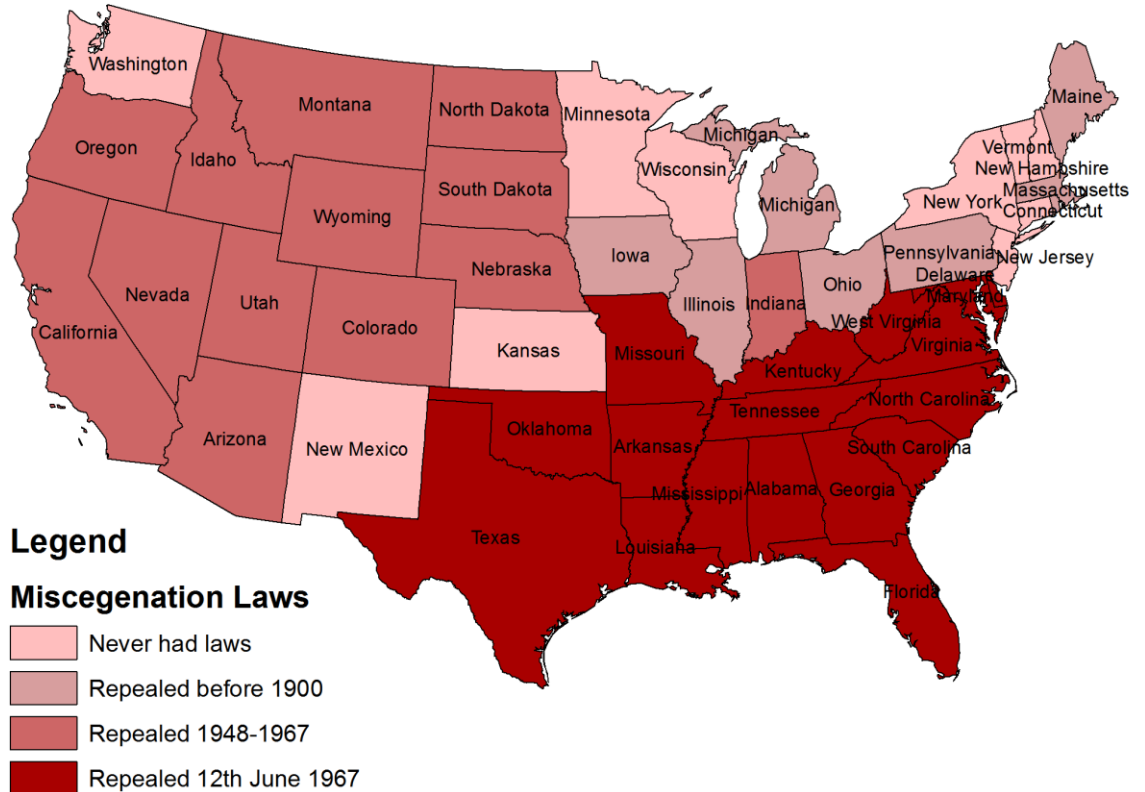 Washington
Montana
North Dakota
Minnesota
Michigan
Maine
Oregon
Idaho
Wisconsin
Vermont
New Hampshire
South Dakota
Massachusetts
Wyoming
Michigan
New York
Connecticut
Nebraska
Iowa
Pennsylvania
New Jersey
Nevada
Utah
Illinois
Indiana
Ohio
Delaware
Maryland
California
Colorado
Kansas
Missouri
West Virginia
Virginia
Kentucky
Arizona
New Mexico
Oklahoma
Arkansas
Tennessee
North Carolina
South Carolina
Texas
Louisiana
Mississippi
Alabama
Georgia
Florida
Legend
Miscegenation Laws
Never had laws
Repealed before 1900
Repealed 1948-1967
Repealed 12th June 1967